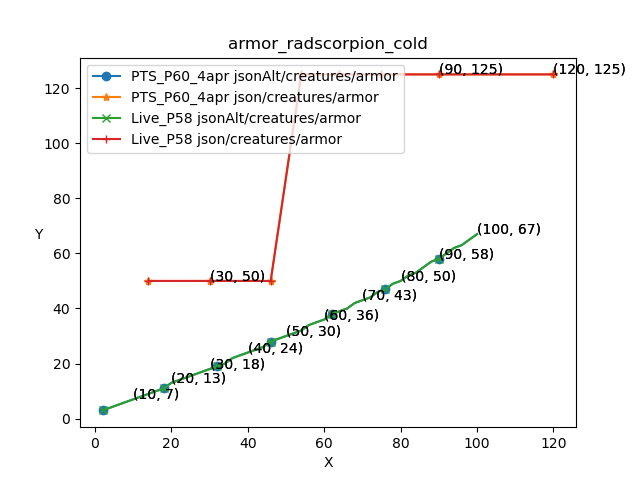 armor_radscorpion_cold
PTS_P60_4apr jsonAlt/creatures/armor
PTS_P60_4apr json/creatures/armor
Live_P58 jsonAlt/creatures/armor
Live_P58 json/creatures/armor
(90, 125)
(120, 125)
(30, 50)
(100, 67)
(90, 58)
(80, 50)
(70, 43)
(60, 36)
(50, 30)
(40, 24)
(30, 18)
(20, 13)
(10, 7)
Y
120
100
80
60
40
20
0
0 20 40 60 80 100 120
X